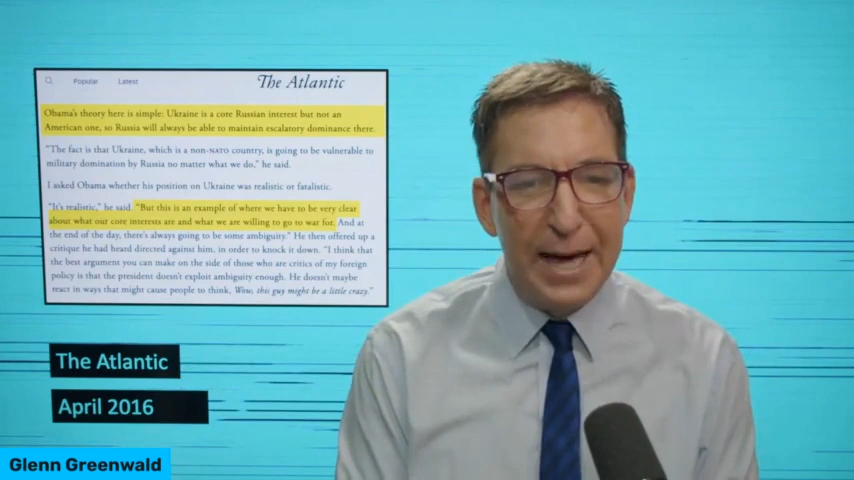 Popular Latest The Atlantic
Obama's theory here is simple: Ukraine is a core Russian interest but not an
American one, so Russia will always be able to maintain escalatory dominance there.
"The fact is that Ukraine, which is a non-NATO country, is going to be vulnerable to
military domination by Russia no matter what we do," he said.
I asked Obama whether his position on Ukraine was realistic or fatalistic.
"It's realistic," he said. "But this is an example of where we have to be very clear
about what our core interests are and what we are willing to go to war for. And at
the end of the day, there's always going to be some ambiguity." He then offered up a
critique he had heard directed against him, in order to knock it down. "I think that
the best argument you can make on the side of those who are critics of my foreign
policy is that the president doesn't exploit ambiguity enough. He doesn't maybe
react in ways that might cause people to think, Wow, this guy might be a little crazy."
The Atlantic
April 2016
Glenn Greenwald